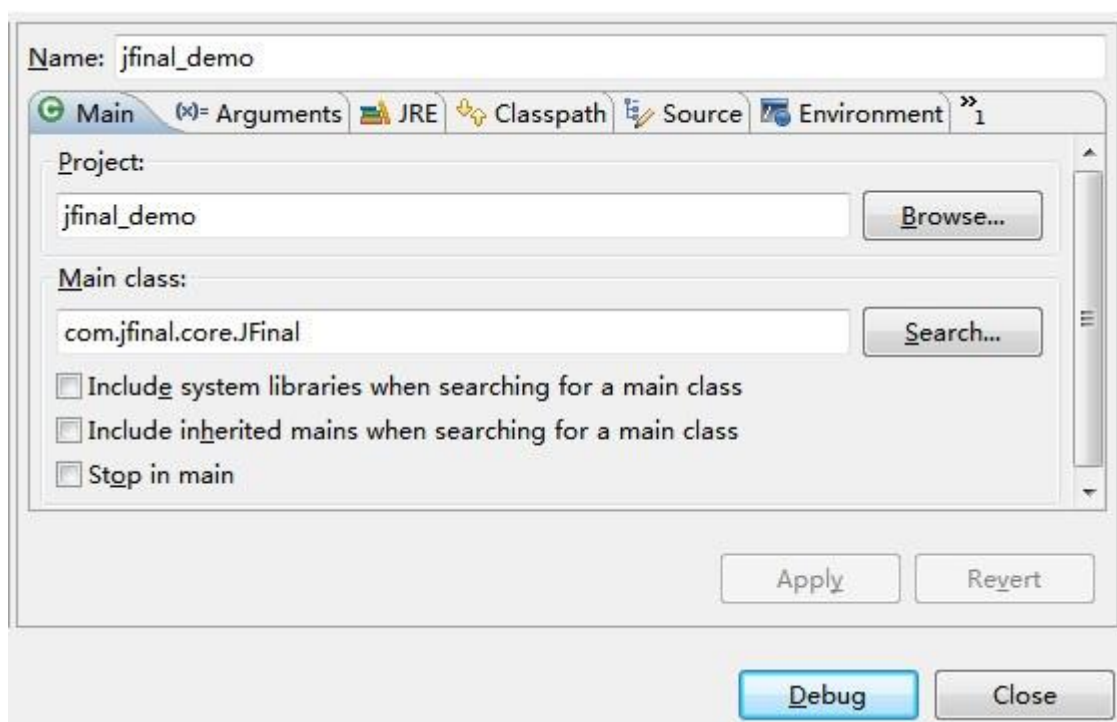 Name: jfinal_demo
Main (x)= Arguments JRE Classpath Source Environment »1
Project:
jfinal_demo Browse...
Main class:
com.jfinal.core.JFinal Search...
Include system libraries when searching for a main class
Include inherited mains when searching for a main class
Stop in main
Apply Revert
Debug Close